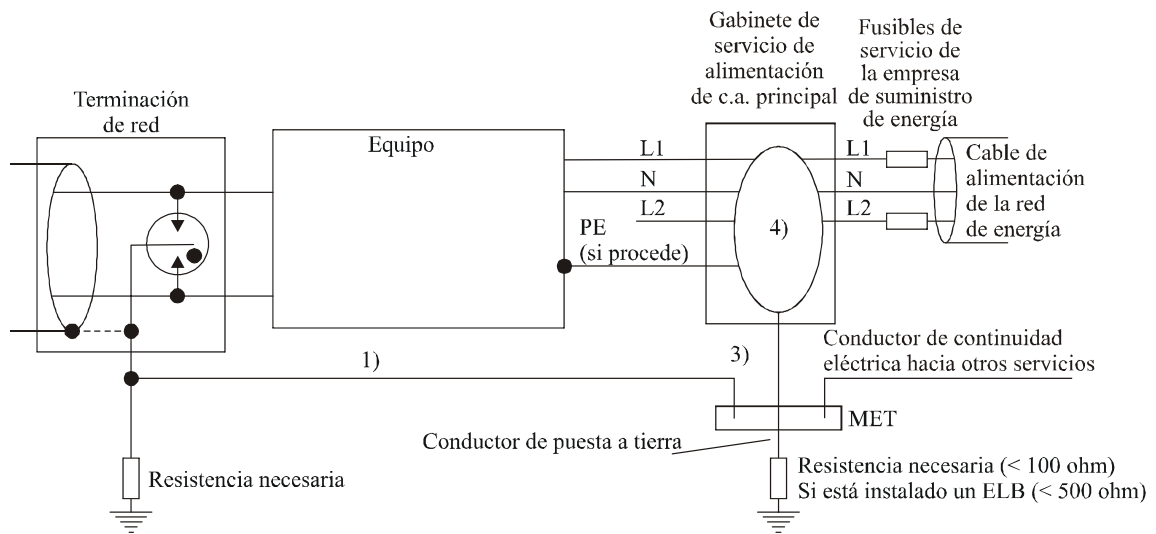 Gabinete de
servicio de
alimentación
de c.a. principal
Fusibles de
servicio de
la empresa
de suministro
de energía
Terminación
de red
Equipo
L1
N
L2
PE
(si procede)
4)
L1
N
L2
Cable de
alimentación
de la red
de energía
1)
3)
Conductor de continuidad
eléctrica hacia otros servicios
MET
Conductor de puesta a tierra
Resistencia necesaria
Resistencia necesaria (< 100 ohm)
Si está instalado un ELB (< 500 ohm)